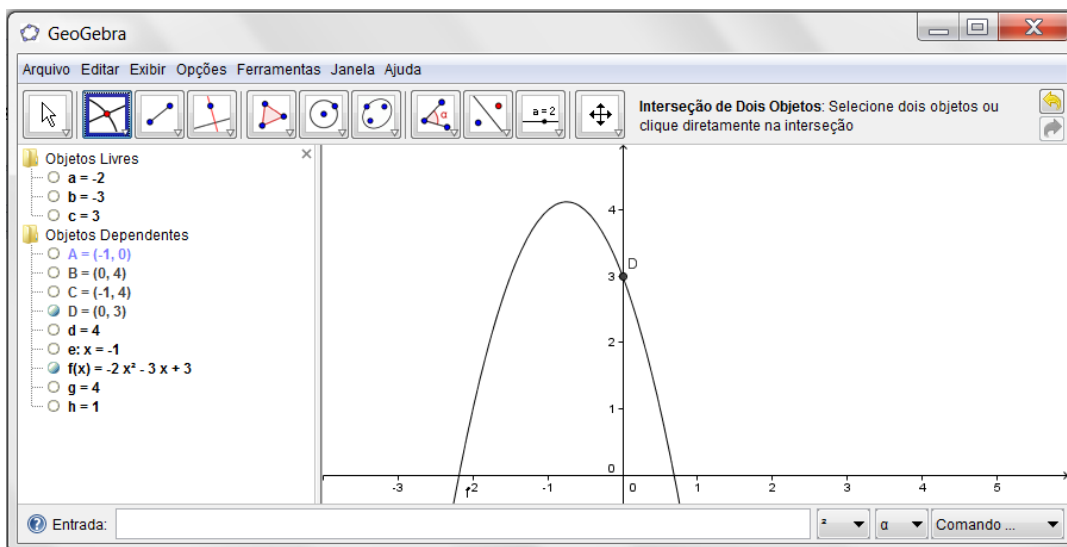 GeoGebra
Arquivo Editar Exibir Opções Ferramentas Janela Ajuda
a = 2
α
Interseção de Dois Objetos: Selecione dois objetos ou
clique diretamente na interseção
Objetos Livres
a = -2
b = -3
c = 3
Objetos Dependentes
A = (-1, 0)
B = (0, 4)
C = (-1, 4)
D = (0, 3)
d = 4
e: x = -1
f(x) = -2 x² - 3 x + 3
g = 4
h = 1
4
3
D
2
1
0
-3 f -2 -1 0 1 2 3 4 5
Entrada: ² α Comando ...